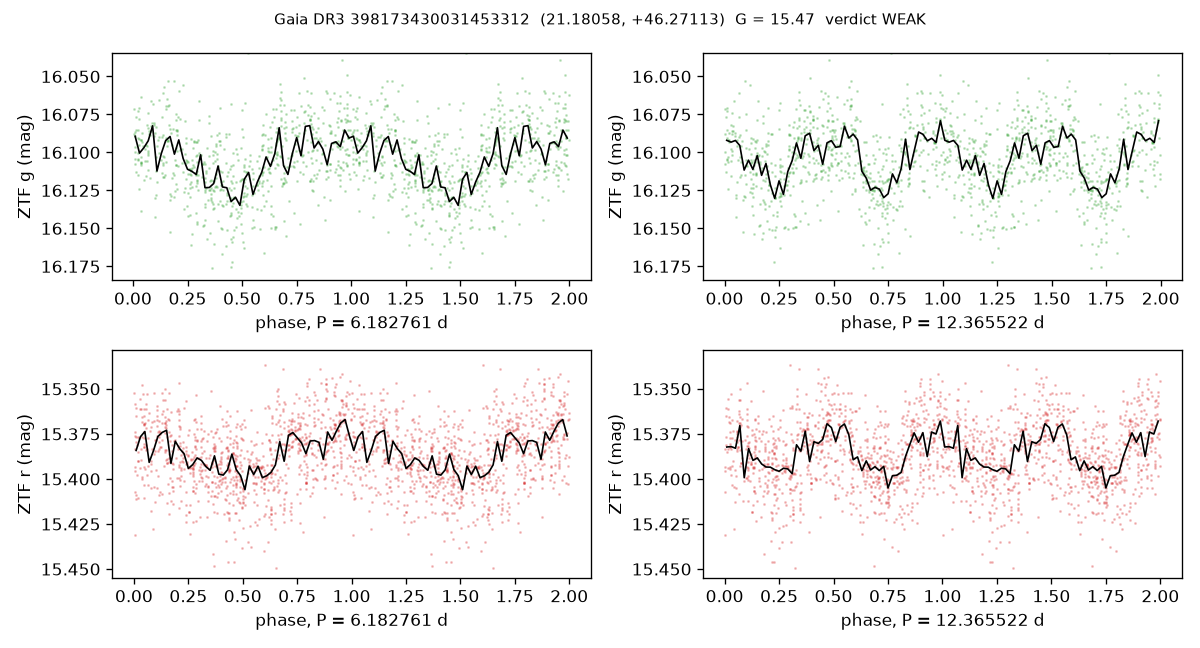 Gaia DR3 398173430031453312  (21.18058, +46.27113)  G = 15.47  verdict WEAK
ZTF g (mag)
16.050
16.075
16.100
16.125
16.150
16.175
0.00 0.25 0.50 0.75 1.00 1.25 1.50 1.75 2.00
phase, P = 6.182761 d
ZTF g (mag)
16.050
16.075
16.100
16.125
16.150
16.175
0.00 0.25 0.50 0.75 1.00 1.25 1.50 1.75 2.00
phase, P = 12.365522 d
ZTF r (mag)
15.350
15.375
15.400
15.425
15.450
0.00 0.25 0.50 0.75 1.00 1.25 1.50 1.75 2.00
phase, P = 6.182761 d
ZTF r (mag)
15.350
15.375
15.400
15.425
15.450
0.00 0.25 0.50 0.75 1.00 1.25 1.50 1.75 2.00
phase, P = 12.365522 d